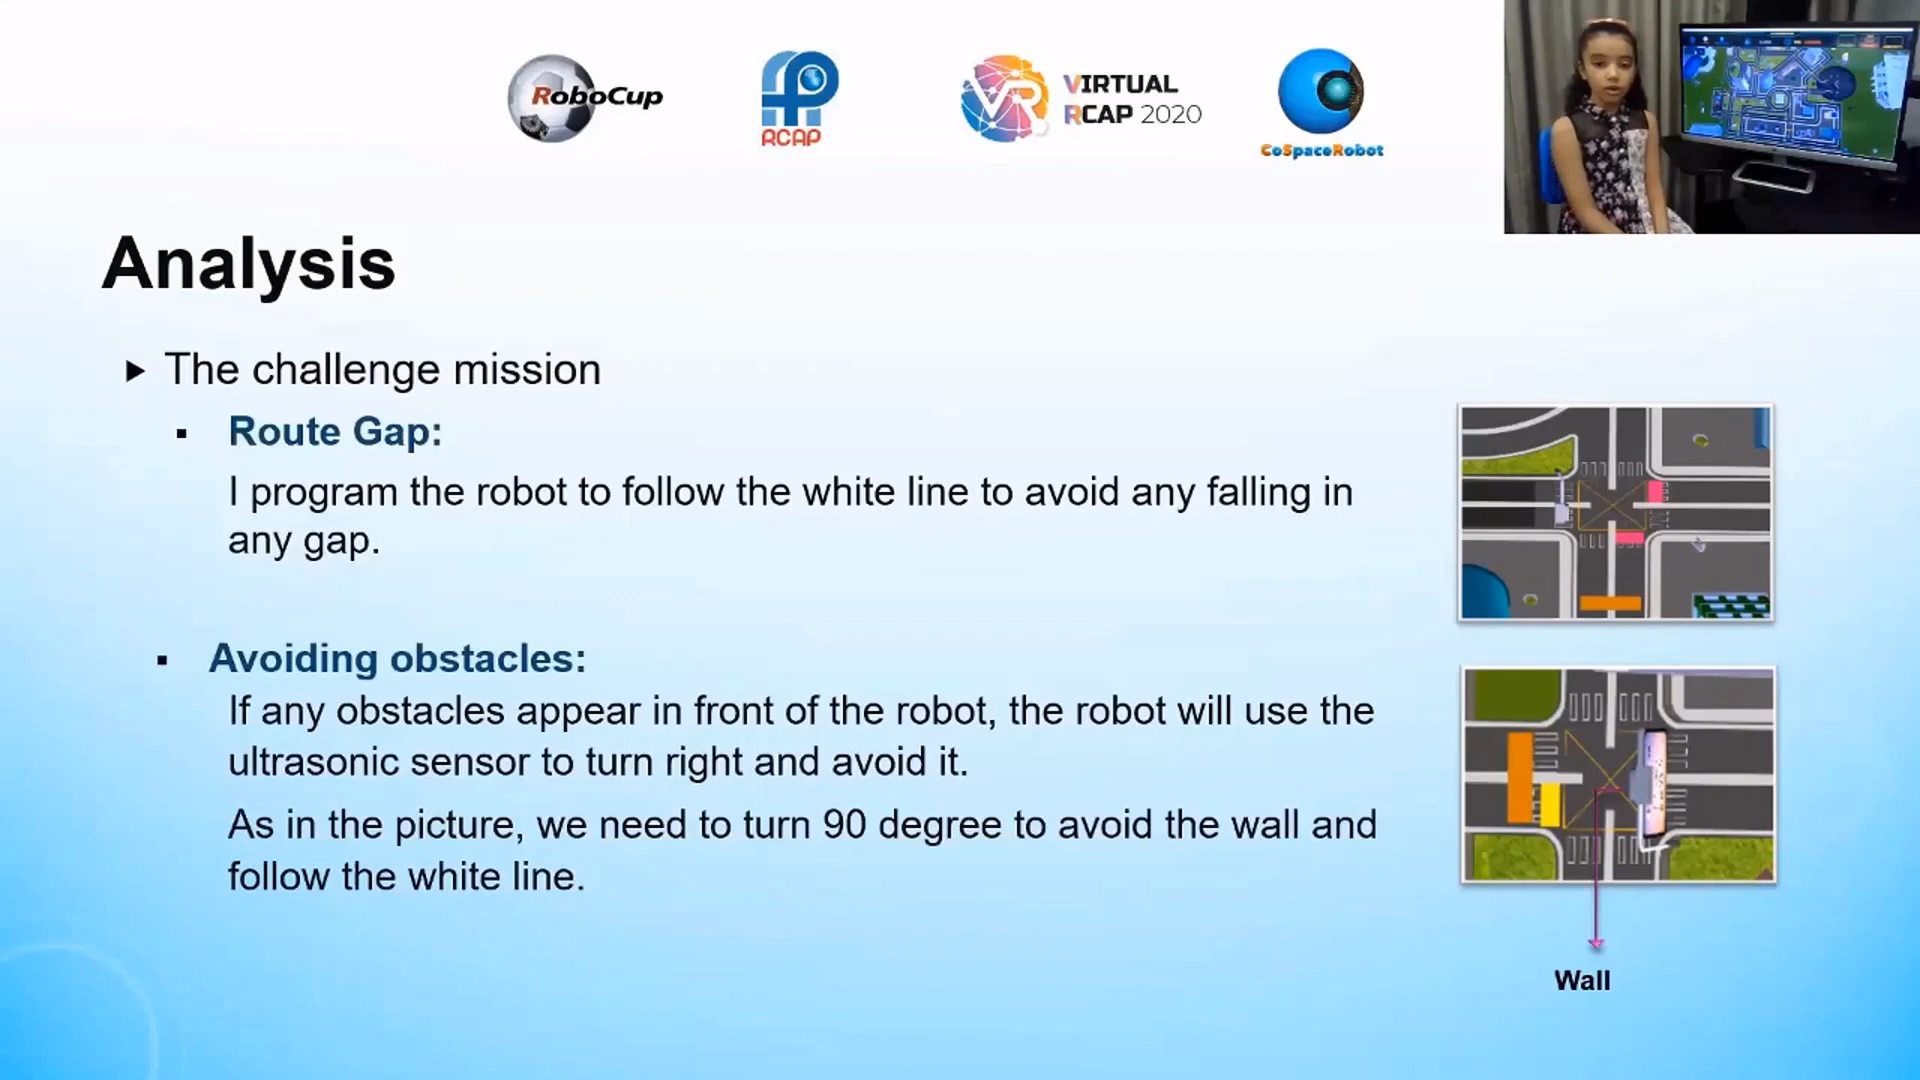 RoboCup
RCAP
VR
VIRTUAL
RCAP 2020
CoSpaceRobot
Analysis
The challenge mission
Route Gap:
I program the robot to follow the white line to avoid any falling in
any gap.
Avoiding obstacles:
If any obstacles appear in front of the robot, the robot will use the
ultrasonic sensor to turn right and avoid it.
As in the picture, we need to turn 90 degree to avoid the wall and
follow the white line.
Wall